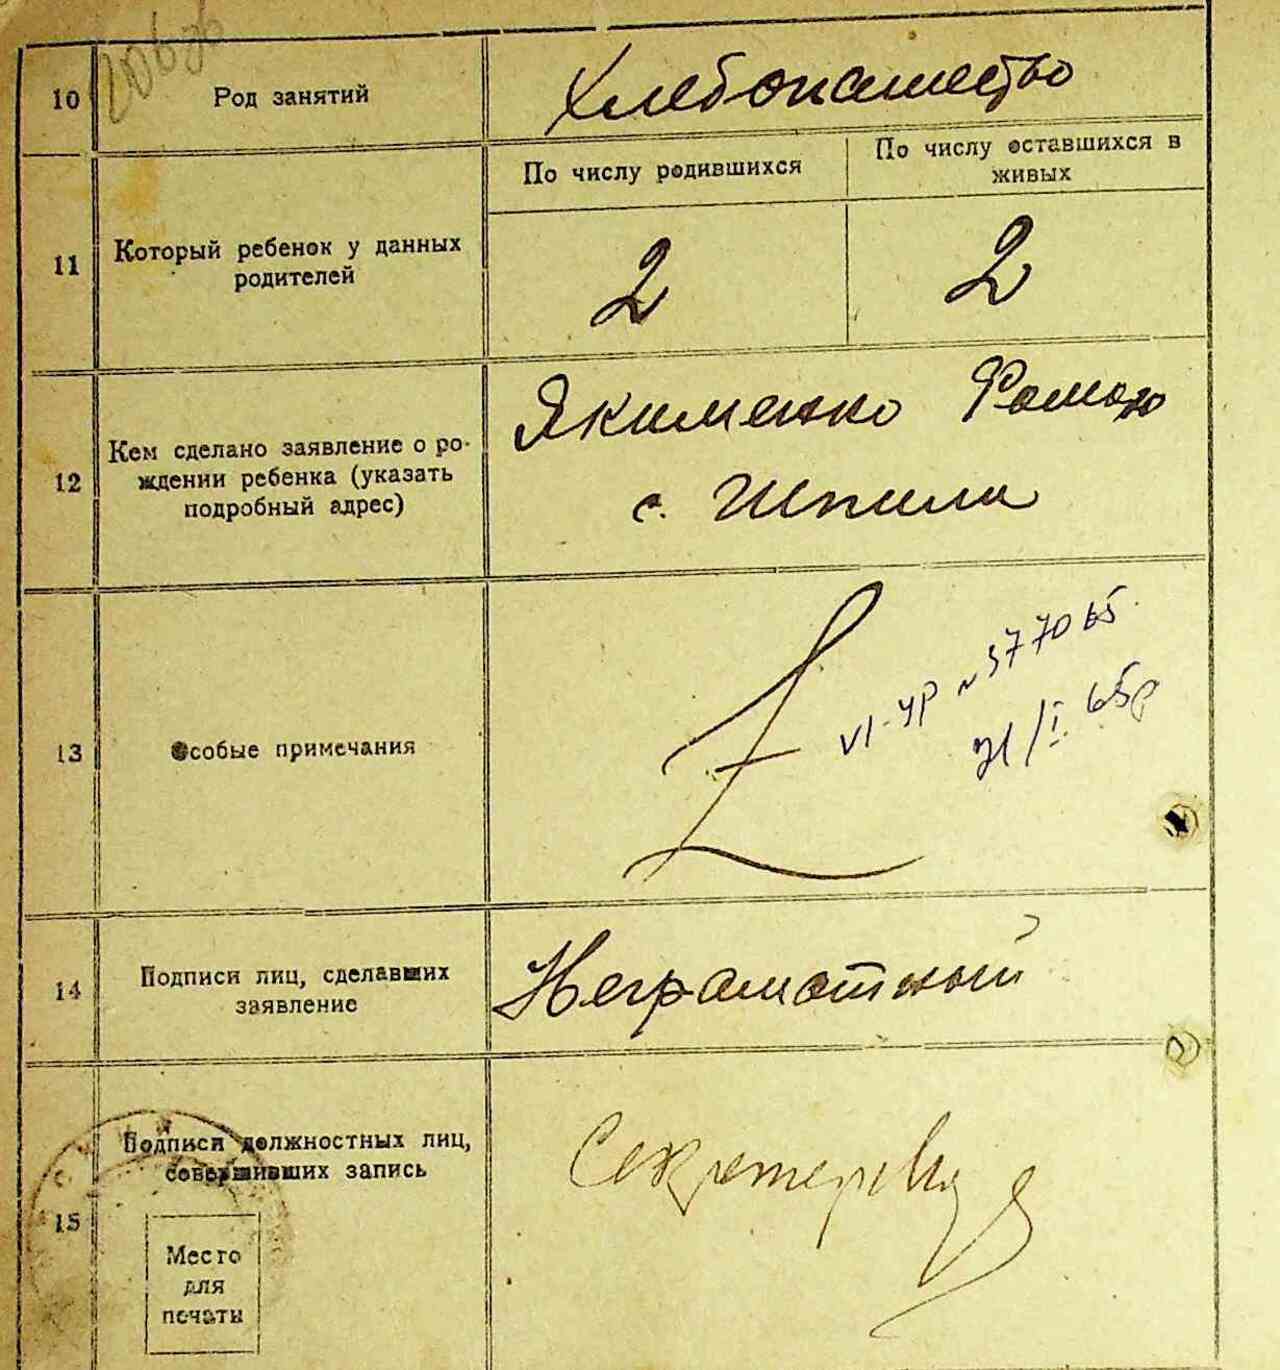 10
Род занятий
Хлебопашество
11
Который ребенок у данных
родителей
По числу родившихся
По числу оставшихся в
живых
2
2
12
Кем сделано заявление о ро-
ждении ребенка (указать
подробный адрес)
Якименко
с. Шпили
13
Особые примечания
14
Подписи лиц, сделавших
заявление
Неграмотный
15
Подписи должностных лиц,
совершивших запись
Место
для
печати
Секретарь